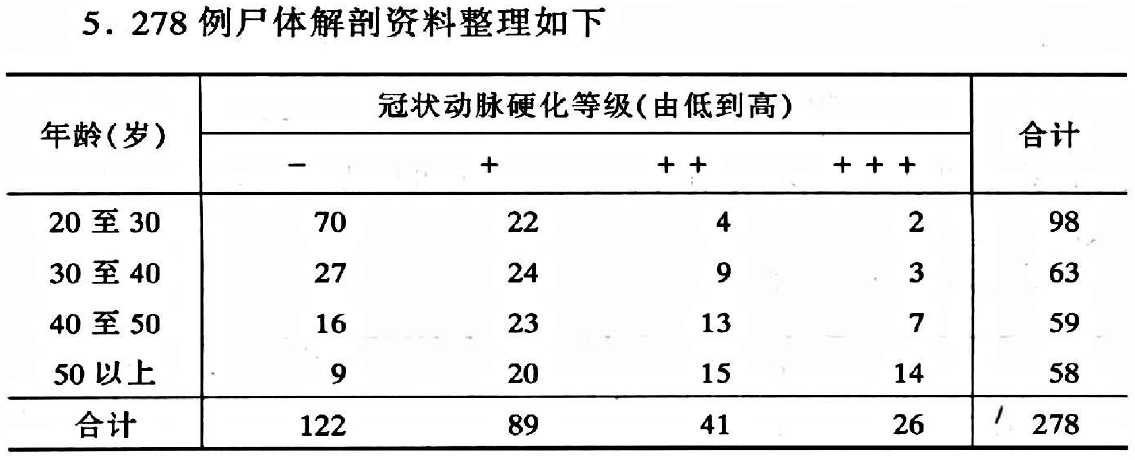 5. 278 例尸体解剖资料整理如下
年龄(岁) 冠状动脉硬化等级(由低到高) 合计
− + + + + + +
20 至 30 70 22 4 2 98
30 至 40 27 24 9 3 63
40 至 50 16 23 13 7 59
50 以上 9 20 15 14 58
合计 122 89 41 26 278